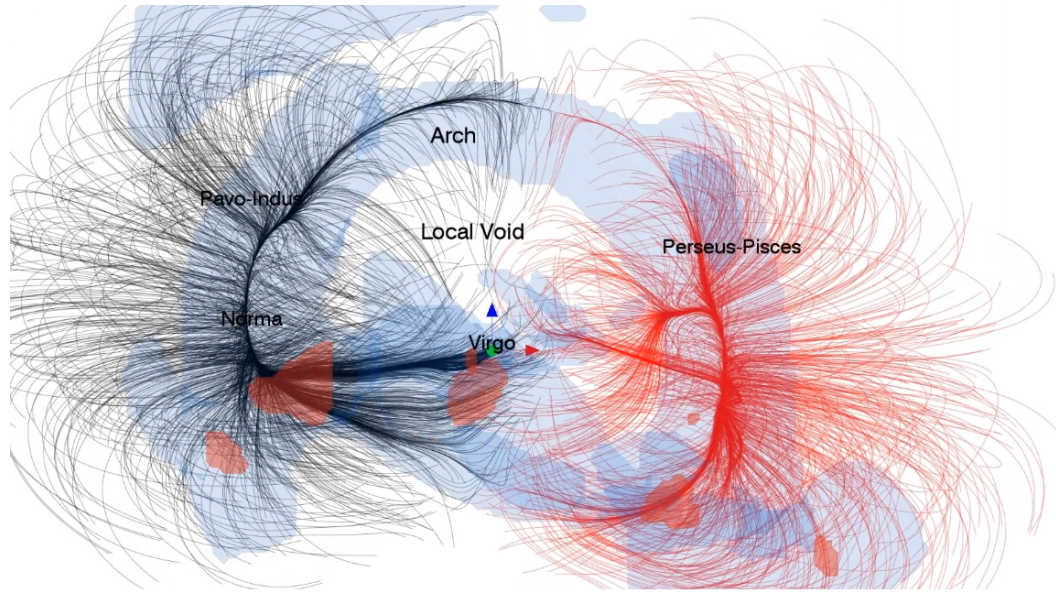 Arch
Pavo-Indus
Local Void
Perseus-Pisces
Norma
Virgo